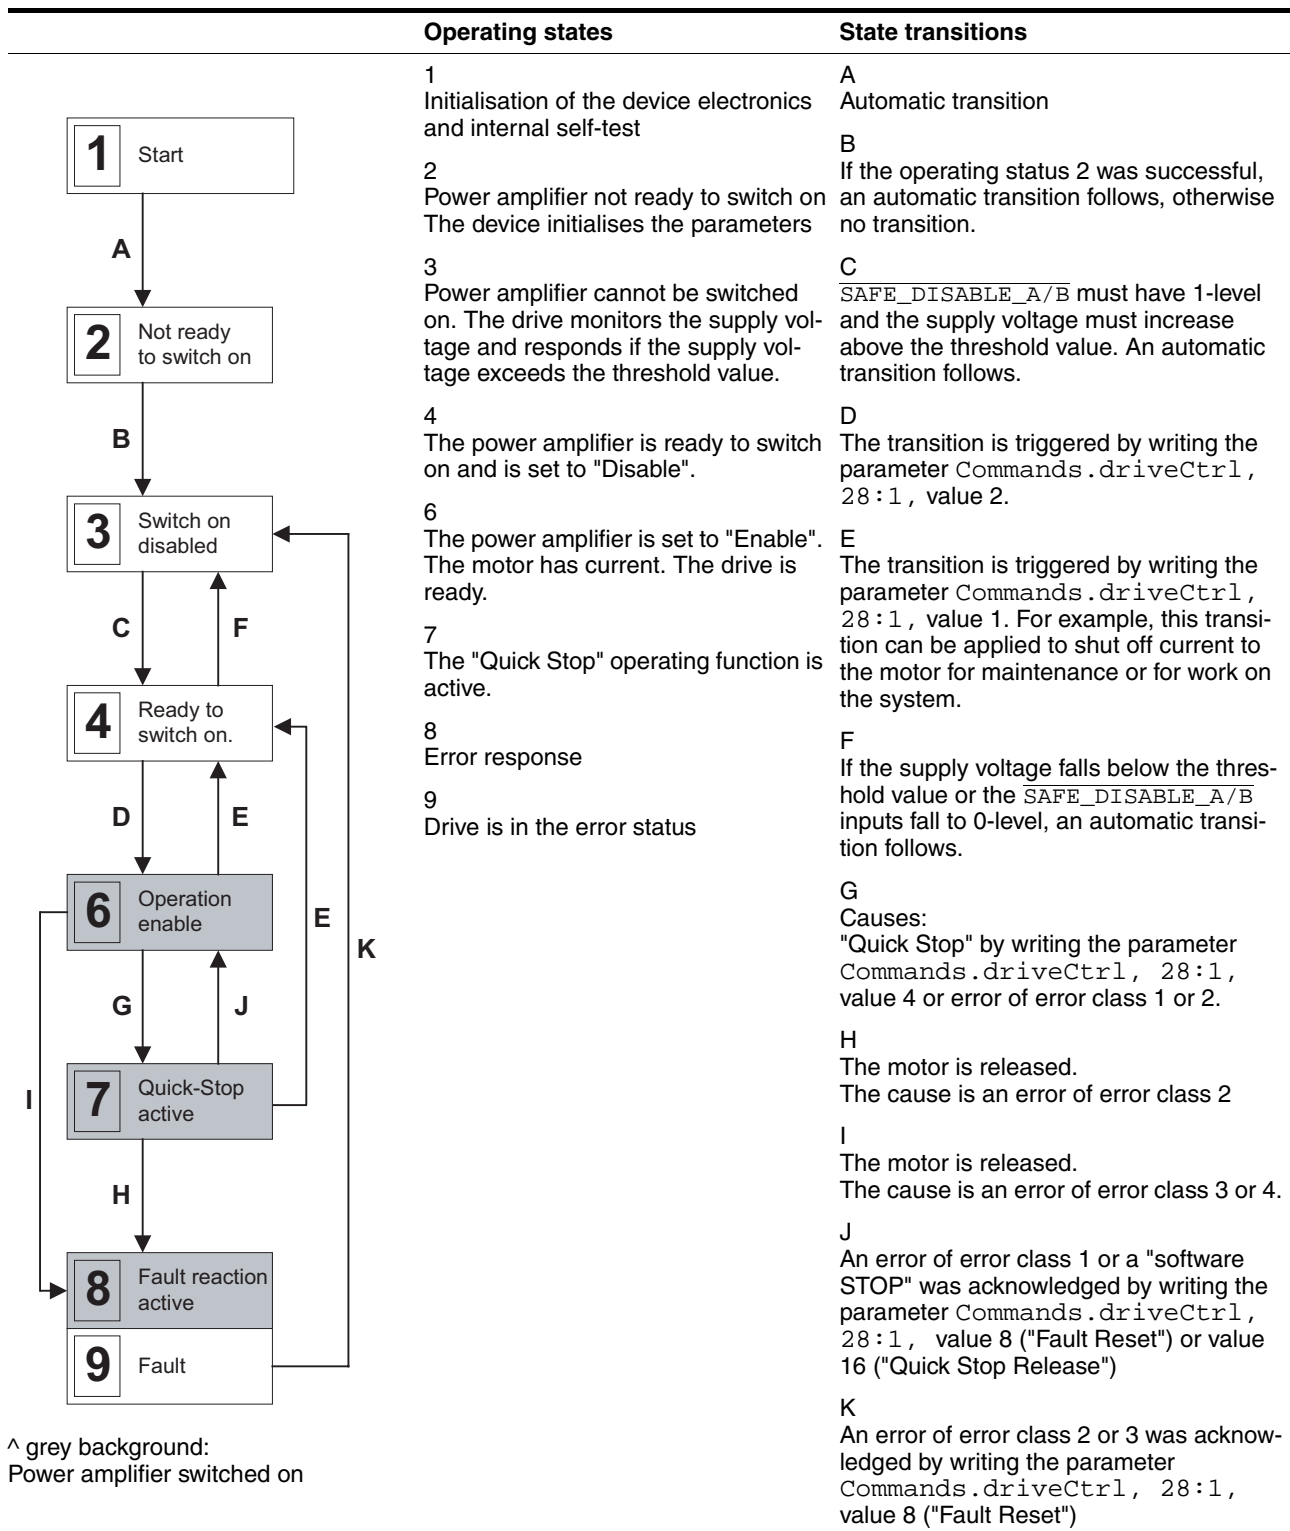 Operating states
State transitions
1
Start
A
2
Not ready
to switch on
B
3
Switch on
disabled
C
F
4
Ready to
switch on.
D
E
6
Operation
enable
E
K
G
J
7
Quick-Stop
active
I
H
8
Fault reaction
active
9
Fault
^ grey background:
Power amplifier switched on
1
Initialisation of the device electronics
and internal self-test
2
Power amplifier not ready to switch on
The device initialises the parameters
3
Power amplifier cannot be switched
on. The drive monitors the supply vol-
tage and responds if the supply vol-
tage exceeds the threshold value.
4
The power amplifier is ready to switch
on and is set to "Disable".
6
The power amplifier is set to "Enable".
The motor has current. The drive is
ready.
7
The "Quick Stop" operating function is
active.
8
Error response
9
Drive is in the error status
A
Automatic transition
B
If the operating status 2 was successful,
an automatic transition follows, otherwise
no transition.
C
SAFE_DISABLE_A/B must have 1-level
and the supply voltage must increase
above the threshold value. An automatic
transition follows.
D
The transition is triggered by writing the
parameter Commands.driveCtrl,
28:1, value 2.
E
The transition is triggered by writing the
parameter Commands.driveCtrl,
28:1, value 1. For example, this transi-
tion can be applied to shut off current to
the motor for maintenance or for work on
the system.
F
If the supply voltage falls below the thres-
hold value or the SAFE_DISABLE_A/B
inputs fall to 0-level, an automatic transi-
tion follows.
G
Causes:
"Quick Stop" by writing the parameter
Commands.driveCtrl, 28:1,
value 4 or error of error class 1 or 2.
H
The motor is released.
The cause is an error of error class 2
I
The motor is released.
The cause is an error of error class 3 or 4.
J
An error of error class 1 or a "software
STOP" was acknowledged by writing the
parameter Commands.driveCtrl,
28:1, value 8 ("Fault Reset") or value
16 ("Quick Stop Release")
K
An error of error class 2 or 3 was acknow-
ledged by writing the parameter
Commands.driveCtrl, 28:1,
value 8 ("Fault Reset")